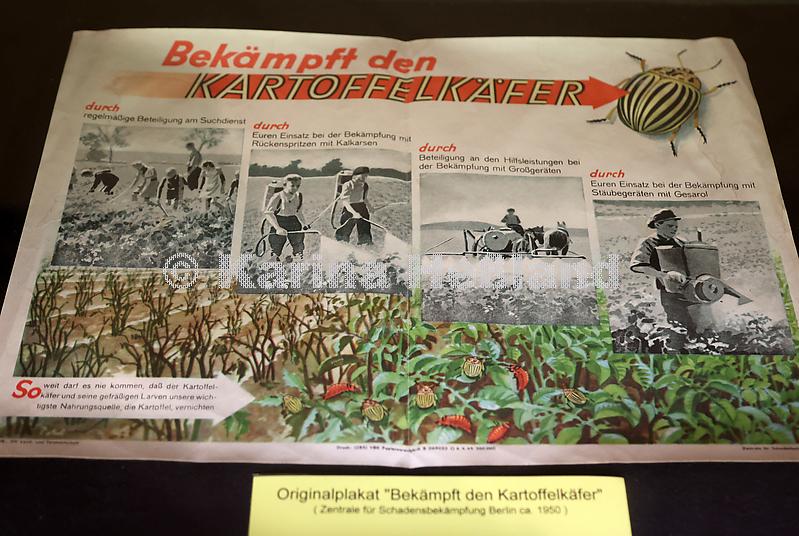 Bekämpft den
KARTOFFELKÄFER
durch
regelmäßige Beteiligung am Suchdienst
durch
Euren Einsatz bei der Bekämpfung mit
Rückenspritzen mit Kalkarsen
durch
Beteiligung an den Hilfsleistungen bei
der Bekämpfung mit Großgeräten
durch
Euren Einsatz bei der Bekämpfung mit
Stäubegeräten mit Gesarol
© Karina Hessland
So weit darf es nie kommen, daß der Kartoffel-
käfer und seine gefräßigen Larven unsere wich-
tigste Nahrungsquelle, die Kartoffel, vernichten
Originalplakat "Bekämpft den Kartoffelkäfer"
( Zentrale für Schadensbekämpfung Berlin ca. 1950 )